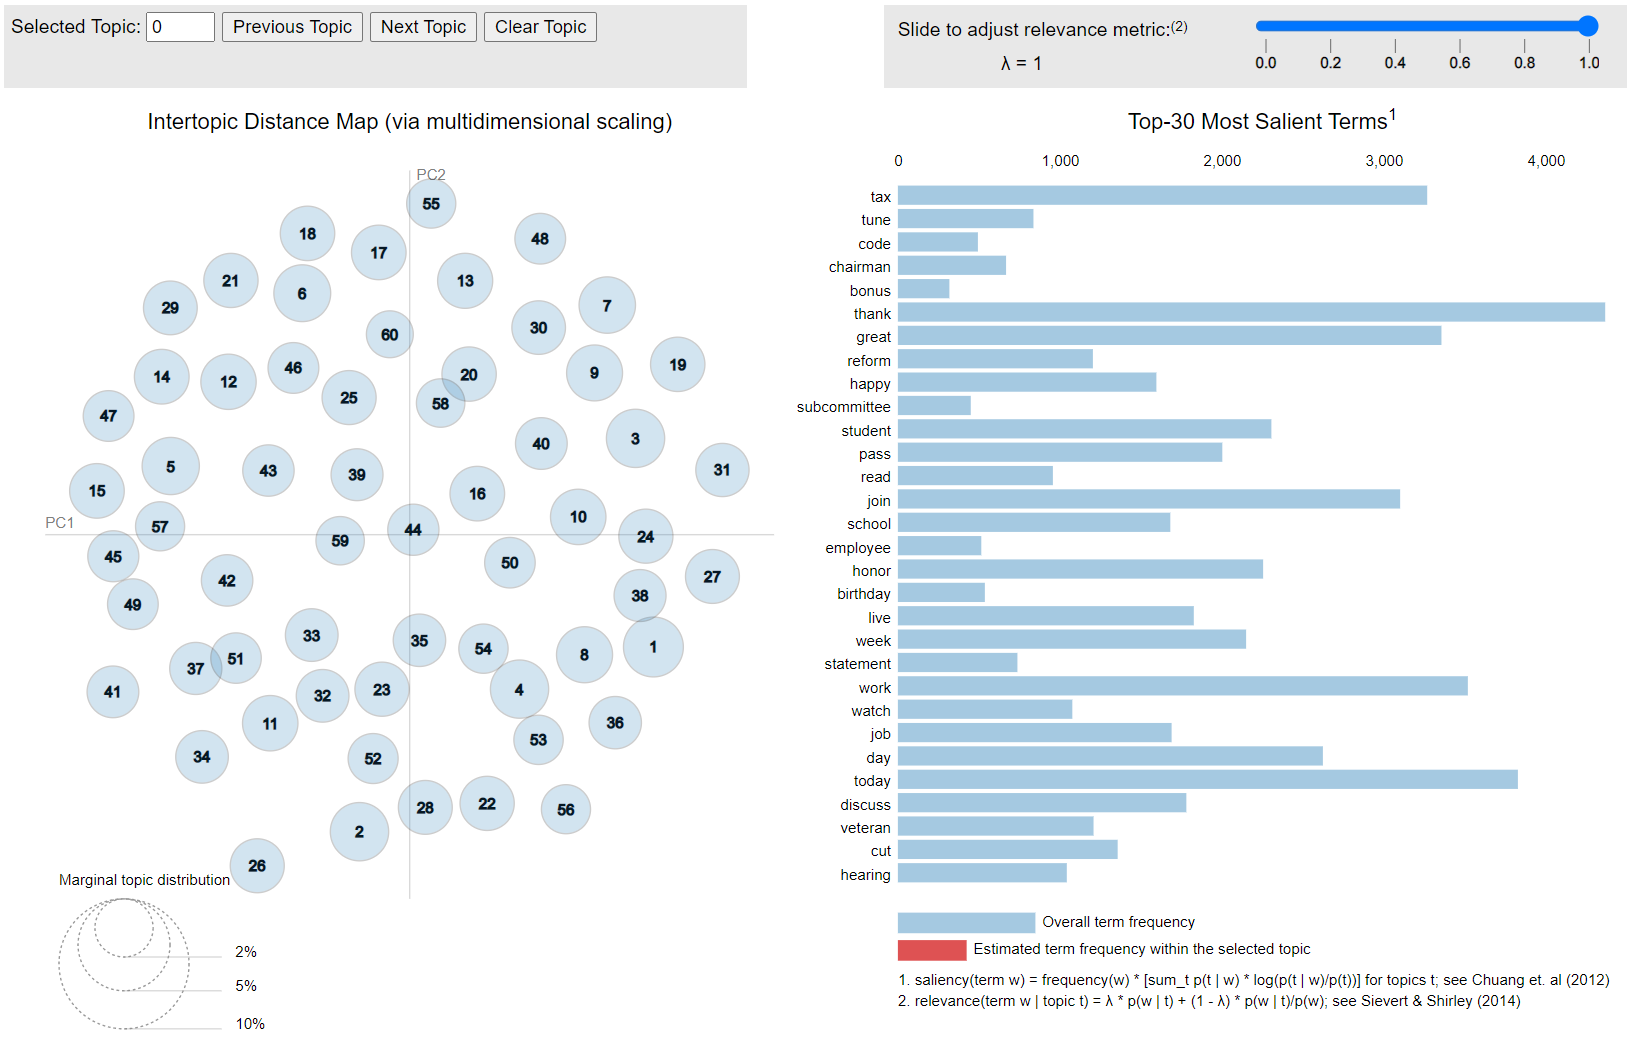 Selected Topic: 0 Previous Topic Next Topic Clear Topic
Slide to adjust relevance metric:(2)
λ = 1
0.0 0.2 0.4 0.6 0.8 1.0
Intertopic Distance Map (via multidimensional scaling)
PC2
PC1
55
18
48
17
21
13
6
7
29
30
60
19
46
9
20
14
12
25
58
47
3
40
5
43
31
39
15
16
10
57
44
24
59
45
50
27
42
38
49
33
35
1
54
8
51
37
4
23
41
32
36
11
53
34
52
22
28
56
2
26
Marginal topic distribution
2%
5%
10%
Top-30 Most Salient Terms1
0 1,000 2,000 3,000 4,000
tax
tune
code
chairman
bonus
thank
great
reform
happy
subcommittee
student
pass
read
join
school
employee
honor
birthday
live
week
statement
work
watch
job
day
today
discuss
veteran
cut
hearing
Overall term frequency
Estimated term frequency within the selected topic
1. saliency(term w) = frequency(w) * [sum_t p(t | w) * log(p(t | w)/p(t))] for topics t; see Chuang et. al (2012)
2. relevance(term w | topic t) = λ * p(w | t) + (1 - λ) * p(w | t)/p(w); see Sievert & Shirley (2014)